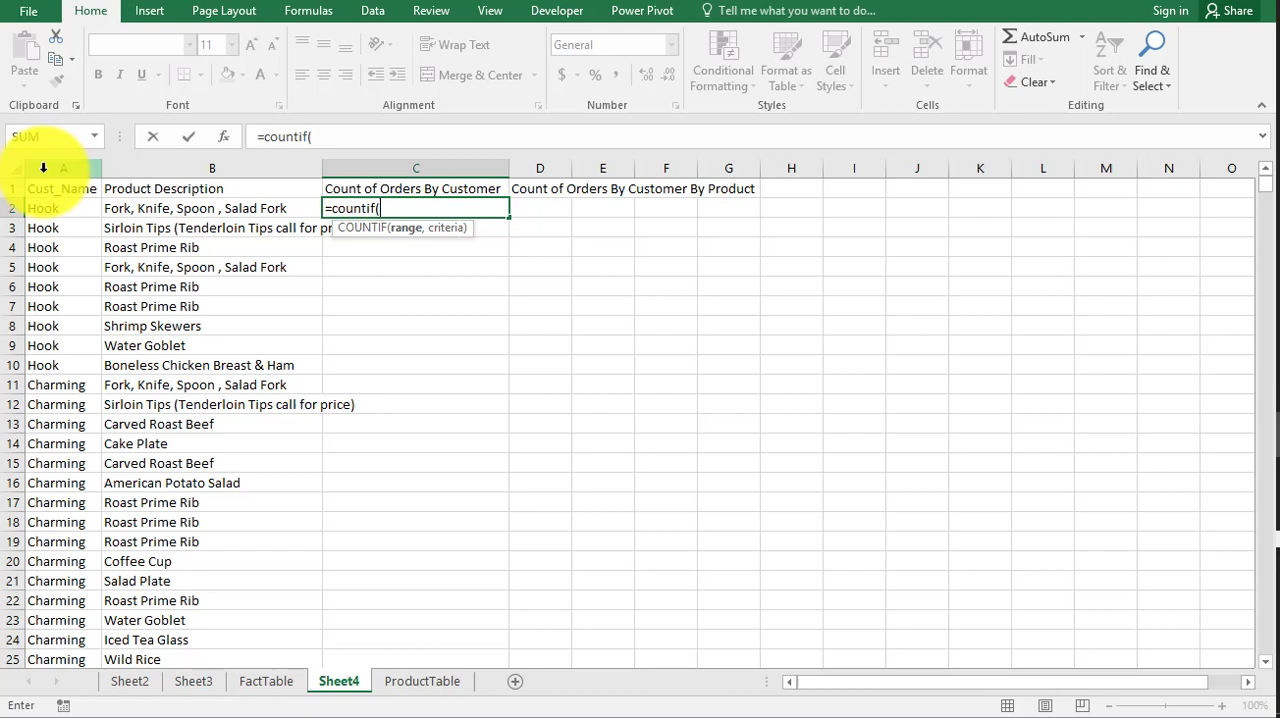 File Home Insert Page Layout Formulas Data Review View Developer Power Pivot Tell me what you want to do... Sign in Share
Paste
11
Wrap Text
General
Conditional Formatting
Format as Table
Cell Styles
Insert
Delete
Format
AutoSum
Sort & Filter
Find & Select
B I U
Merge & Center
$ % ,
Fill
Clear
Clipboard Font Alignment Number Styles Cells Editing
SUM fx =countif(
A B C D E F G H I J K L M N O
1 Cust_Name Product Description Count of Orders By Customer Count of Orders By Customer By Product
2 Hook Fork, Knife, Spoon , Salad Fork =countif(
3 Hook Sirloin Tips (Tenderloin Tips call for pr COUNTIF(range, criteria)
4 Hook Roast Prime Rib
5 Hook Fork, Knife, Spoon , Salad Fork
6 Hook Roast Prime Rib
7 Hook Roast Prime Rib
8 Hook Shrimp Skewers
9 Hook Water Goblet
10 Hook Boneless Chicken Breast & Ham
11 Charming Fork, Knife, Spoon , Salad Fork
12 Charming Sirloin Tips (Tenderloin Tips call for price)
13 Charming Carved Roast Beef
14 Charming Cake Plate
15 Charming Carved Roast Beef
16 Charming American Potato Salad
17 Charming Roast Prime Rib
18 Charming Roast Prime Rib
19 Charming Roast Prime Rib
20 Charming Coffee Cup
21 Charming Salad Plate
22 Charming Roast Prime Rib
23 Charming Water Goblet
24 Charming Iced Tea Glass
25 Charming Wild Rice
Sheet2 Sheet3 FactTable Sheet4 ProductTable
Enter 100%